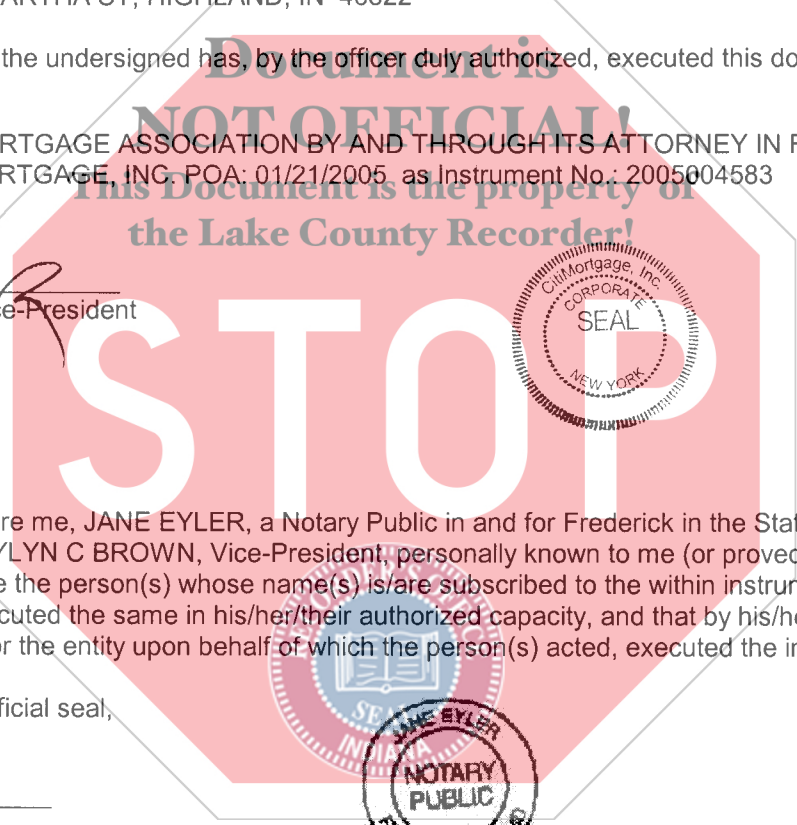 ARTHA ST, HIGHLAND, IN 46322
Document is
the undersigned has, by the officer duly authorized, executed this do
NOT OFFICIAL!
RTGAGE ASSOCIATION BY AND THROUGH ITS ATTORNEY IN F
RTGAGE, INC. POA: 01/21/2005 as Instrument No.: 2005004583
This Document is the property of
the Lake County Recorder!
CitiMortgage, Inc.
CORPORATE
SEAL
NEW YORK
ce-President
STOP
re me, JANE EYLER, a Notary Public in and for Frederick in the Stat
YLYN C BROWN, Vice-President, personally known to me (or proved
e the person(s) whose name(s) is/are subscribed to the within instrun
cuted the same in his/her/their authorized capacity, and that by his/he
or the entity upon behalf of which the person(s) acted, executed the in
SEAL
INDIANA
ficial seal,
JANE EYLER
NOTARY
PUBLIC